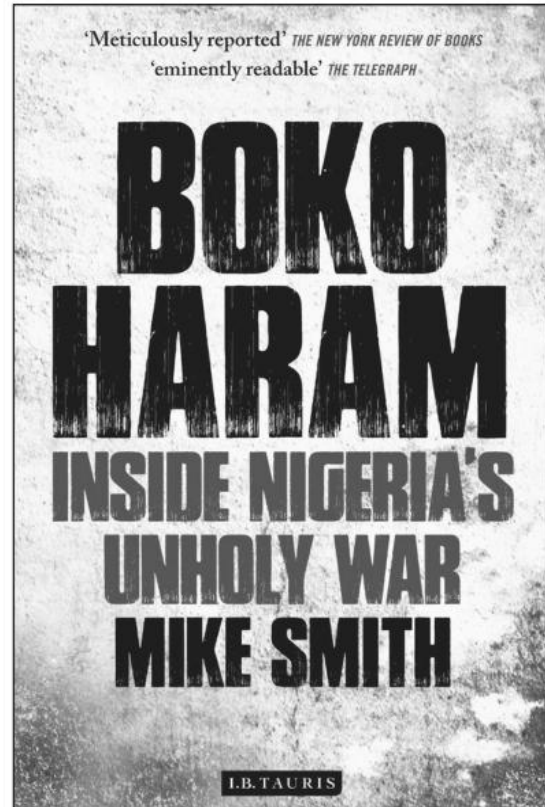 ‘Meticulously reported’ THE NEW YORK REVIEW OF BOOKS
‘eminently readable’ THE TELEGRAPH
BOKO
HARAM
INSIDE NIGERIA’S
UNHOLY WAR
MIKE SMITH
I.B.TAURIS